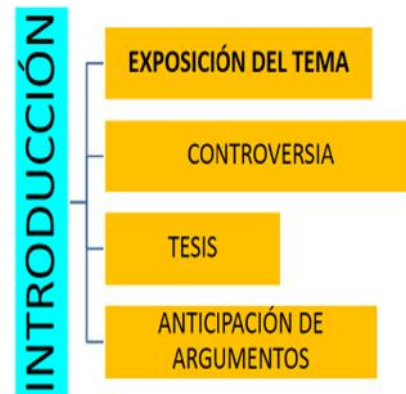 INTRODUCCIÓN
EXPOSICIÓN DEL TEMA
CONTROVERSIA
TESIS
ANTICIPACIÓN DE
ARGUMENTOS